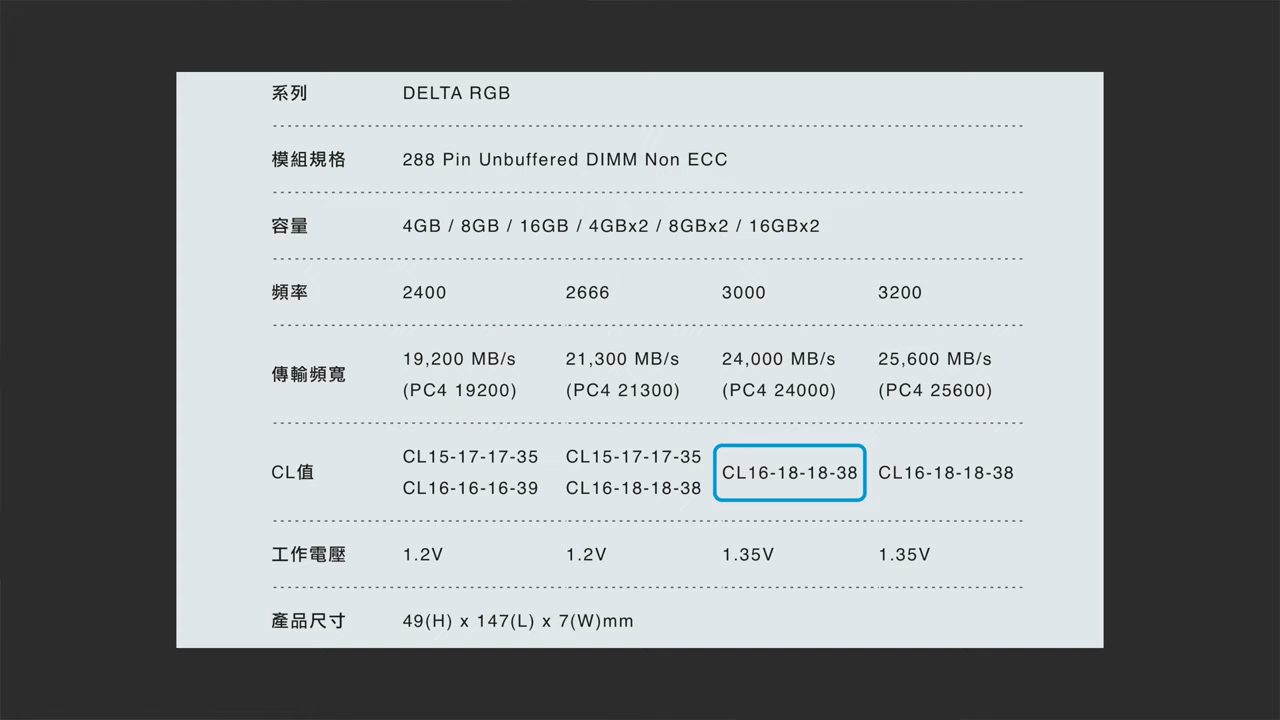 系列 DELTA RGB
模組規格 288 Pin Unbuffered DIMM Non ECC
容量 4GB / 8GB / 16GB / 4GBx2 / 8GBx2 / 16GBx2
頻率 2400 2666 3000 3200
傳輸頻寬 19,200 MB/s 21,300 MB/s 24,000 MB/s 25,600 MB/s
(PC4 19200) (PC4 21300) (PC4 24000) (PC4 25600)
CL值 CL15-17-17-35 CL15-17-17-35 CL16-18-18-38 CL16-18-18-38
CL16-16-16-39 CL16-18-18-38
工作電壓 1.2V 1.2V 1.35V 1.35V
產品尺寸 49(H) x 147(L) x 7(W)mm